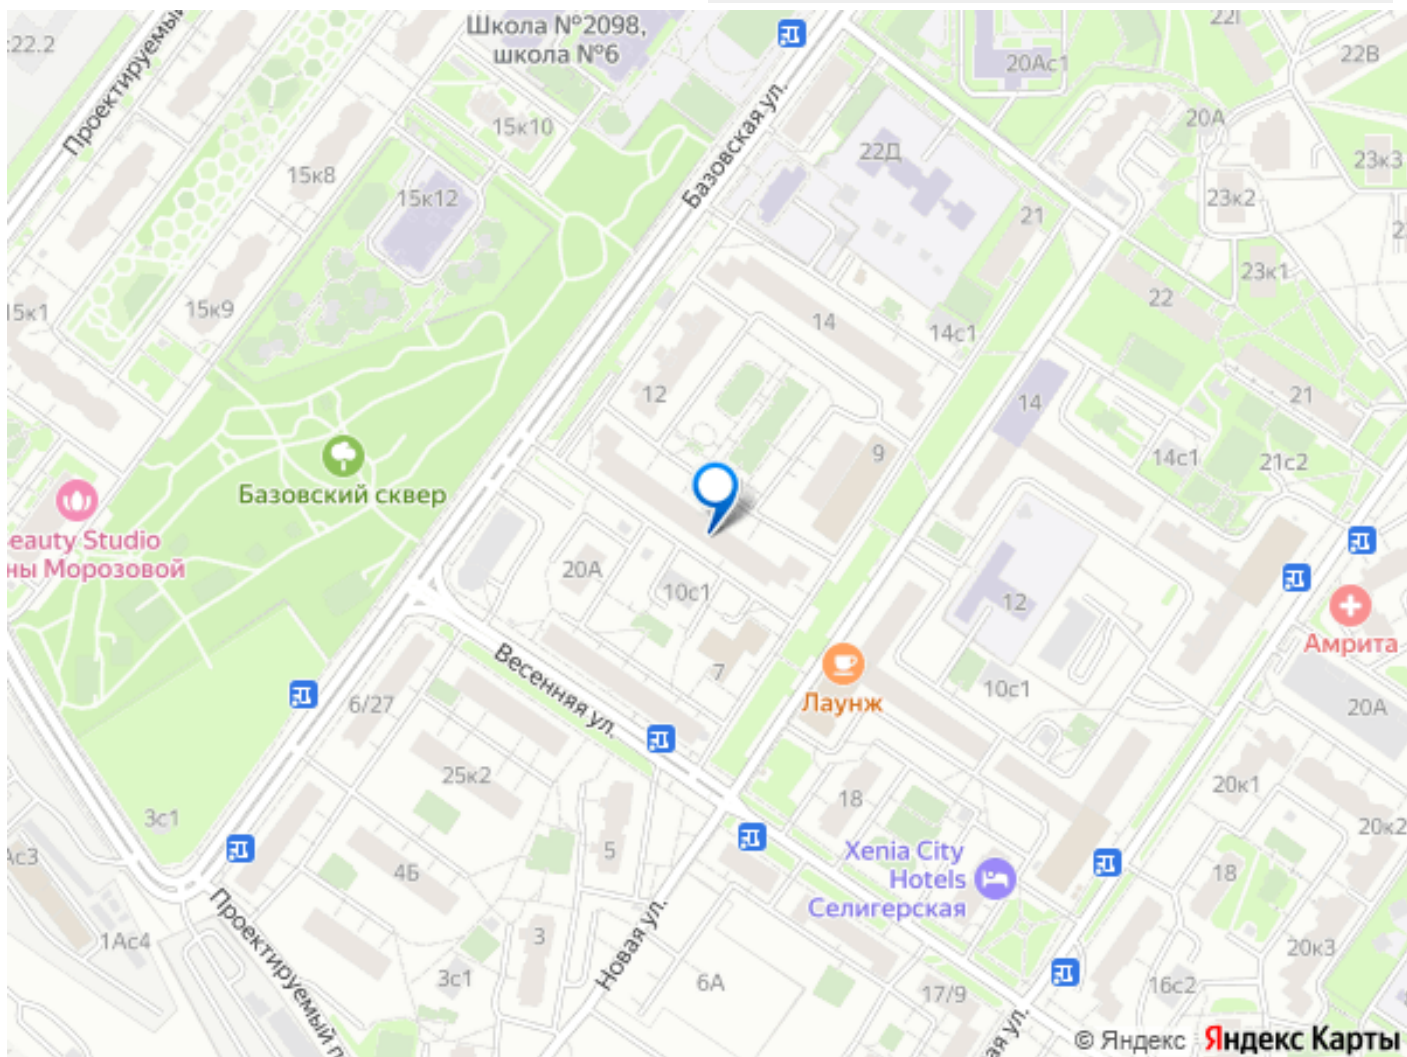 Школа №2098,
школа №6
22.2
Проектируемый
20Ас1
22Г
22В
15к10
Базовская ул.
22Д
20А
23к3
15к8
15к12
23к2
21
23к1
15к1
15к9
14
14с1
22
12
14
21
9
14с1
21с2
Базовский сквер
eauty Studio
ны Морозовой
20А
10с1
12
Амрита
Весенняя ул.
7
Лаунж
10с1
20А
6/27
25к2
18
20к1
3с1
20к2
5
4Б
Xenia City
Hotels
Селигерская
18
Ас3
1Ас4
Проектируемый п
3
3с1
Новая ул.
6А
17/9
20к3
16с2
ая ул.
© Яндекс Яндекс Карты